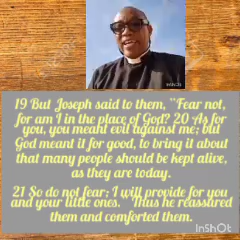 19 But Joseph said to them, “Fear not,
for am I in the place of God? 20 As for
you, you meant evil against me; but
God meant it for good, to bring it about
that many people should be kept alive,
as they are today.
21 So do not fear; I will provide for you
and your little ones.” Thus he reassured
them and comforted them.
InShOt